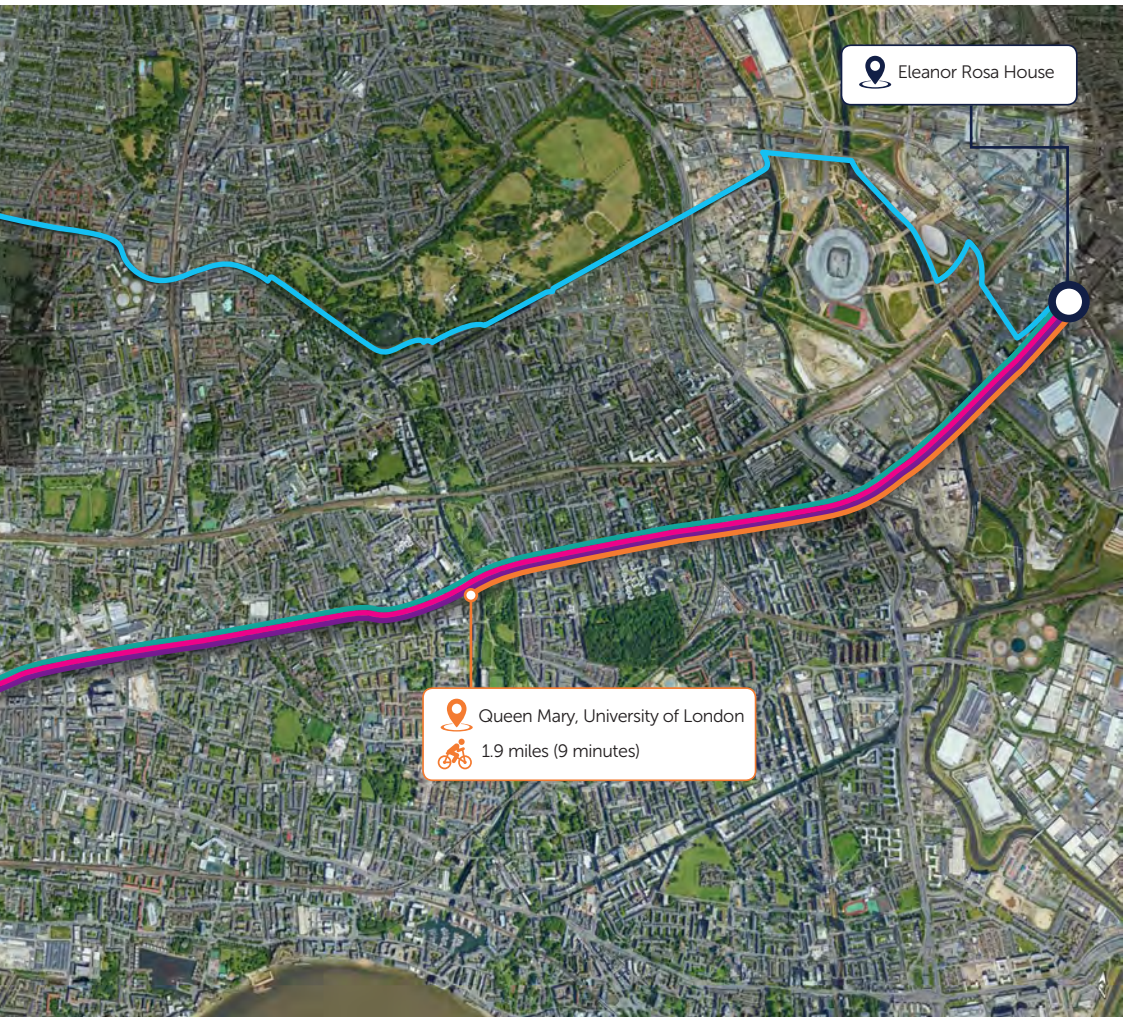 Eleanor Rosa House
Queen Mary, University of London
1.9 miles (9 minutes)